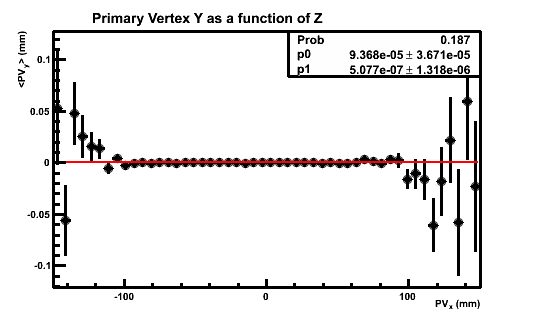 Primary Vertex Y as a function of Z
<PVy> (mm)
Prob 0.187
p0 9.368e-05 ± 3.671e-05
p1 5.077e-07 ± 1.318e-06
0.1
0.05
0
-0.05
-0.1
-100 0 100
PVx (mm)